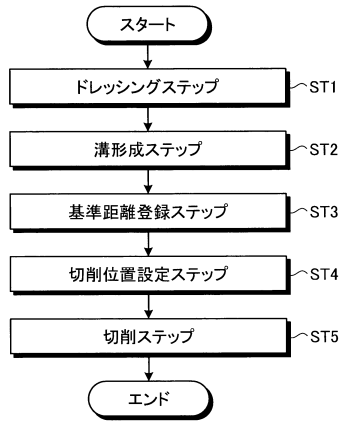 スタート
ドレッシングステップ ST1
溝形成ステップ ST2
基準距離登録ステップ ST3
切削位置設定ステップ ST4
切削ステップ ST5
エンド